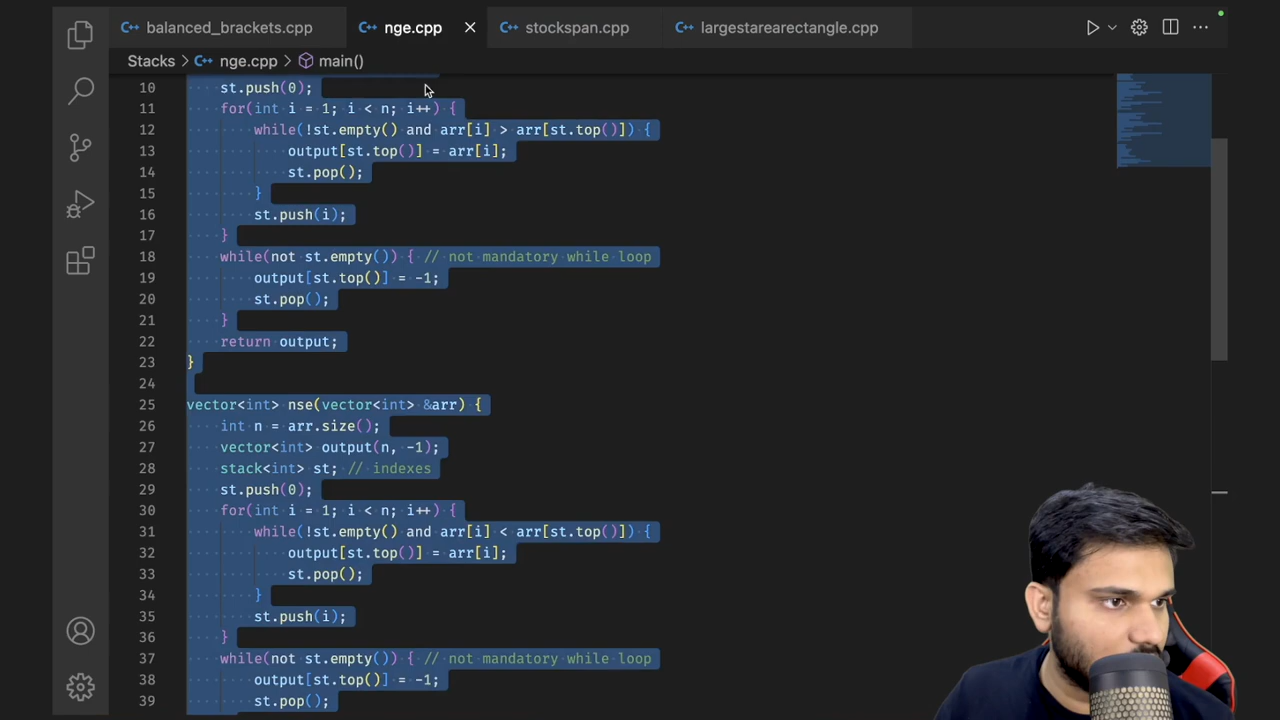 balanced_brackets.cpp
nge.cpp
stockspan.cpp
largestarearectangle.cpp
Stacks > nge.cpp > main()
10 st.push(0);
11 for(int i = 1; i < n; i++) {
12 while(!st.empty() and arr[i] > arr[st.top()]) {
13 output[st.top()] = arr[i];
14 st.pop();
15 }
16 st.push(i);
17 }
18 while(not st.empty()) { // not mandatory while loop
19 output[st.top()] = -1;
20 st.pop();
21 }
22 return output;
23 }
24
25 vector<int> nse(vector<int> &arr) {
26 int n = arr.size();
27 vector<int> output(n, -1);
28 stack<int> st; // indexes
29 st.push(0);
30 for(int i = 1; i < n; i++) {
31 while(!st.empty() and arr[i] < arr[st.top()]) {
32 output[st.top()] = arr[i];
33 st.pop();
34 }
35 st.push(i);
36 }
37 while(not st.empty()) { // not mandatory while loop
38 output[st.top()] = -1;
39 st.pop();